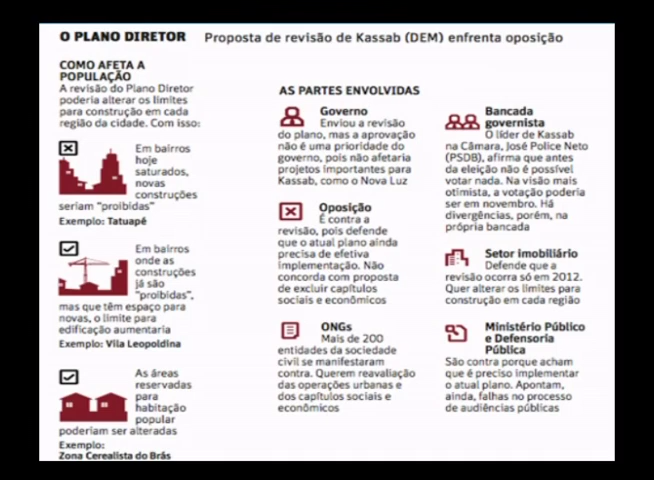 O PLANO DIRETOR Proposta de revisão de Kassab (DEM) enfrenta oposição
COMO AFETA A
POPULAÇÃO
A revisão do Plano Diretor
poderia alterar os limites
para construção em cada
região da cidade. Com isso:
Em bairros
hoje
saturados,
novas
construções
seriam "proibidas"
Exemplo: Tatuapé
Em bairros
onde as
construções
já são
"proibidas",
mas que têm espaço para
novas, o limite para
edificação aumentaria
Exemplo: Vila Leopoldina
As áreas
reservadas
para
habitação
popular
poderiam ser alteradas
Exemplo:
Zona Cerealista do Brás
AS PARTES ENVOLVIDAS
Governo
Enviou a revisão
do plano, mas a aprovação
não é uma prioridade do
governo, pois não afetaria
projetos importantes para
Kassab, como o Nova Luz
Oposição
É contra a
revisão, pois defende
que o atual plano ainda
precisa de efetiva
implementação. Não
concorda com proposta
de excluir capítulos
sociais e econômicos
ONGs
Mais de 200
entidades da sociedade
civil se manifestaram
contra. Querem reavaliação
das operações urbanas e
dos capítulos sociais e
econômicos
Bancada
governista
O líder de Kassab
na Câmara, José Police Neto
(PSDB), afirma que antes
da eleição não é possível
votar nada. Na visão mais
otimista, a votação poderia
ser em novembro. Há
divergências, porém, na
própria bancada
Setor imobiliário
Defende que a
revisão ocorra só em 2012.
Quer alterar os limites para
construção em cada região
Ministério Público
e Defensoria
Pública
São contra porque acham
que é preciso implementar
o atual plano. Apontam,
ainda, falhas no processo
de audiências públicas